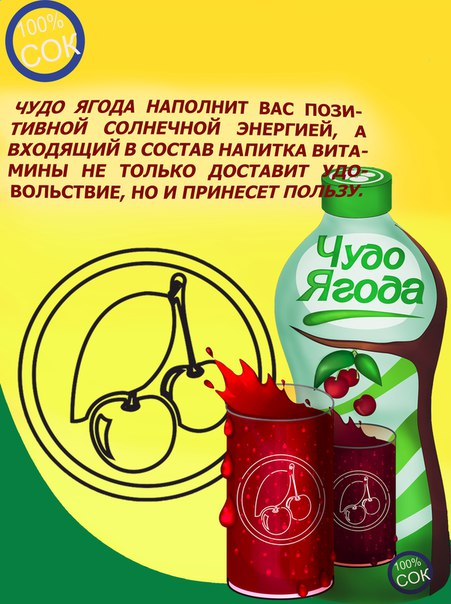 100%
СОК
ЧУДО ЯГОДА НАПОЛНИТ ВАС ПОЗИ-
ТИВНОЙ СОЛНЕЧНОЙ ЭНЕРГИЕЙ, А
ВХОДЯЩИЙ В СОСТАВ НАПИТКА ВИТА-
МИНЫ НЕ ТОЛЬКО ДОСТАВИТ УДО-
ВОЛЬСТВИЕ, НО И ПРИНЕСЕТ ПОЛЬЗУ.
Чудо
Ягода
100%
СОК